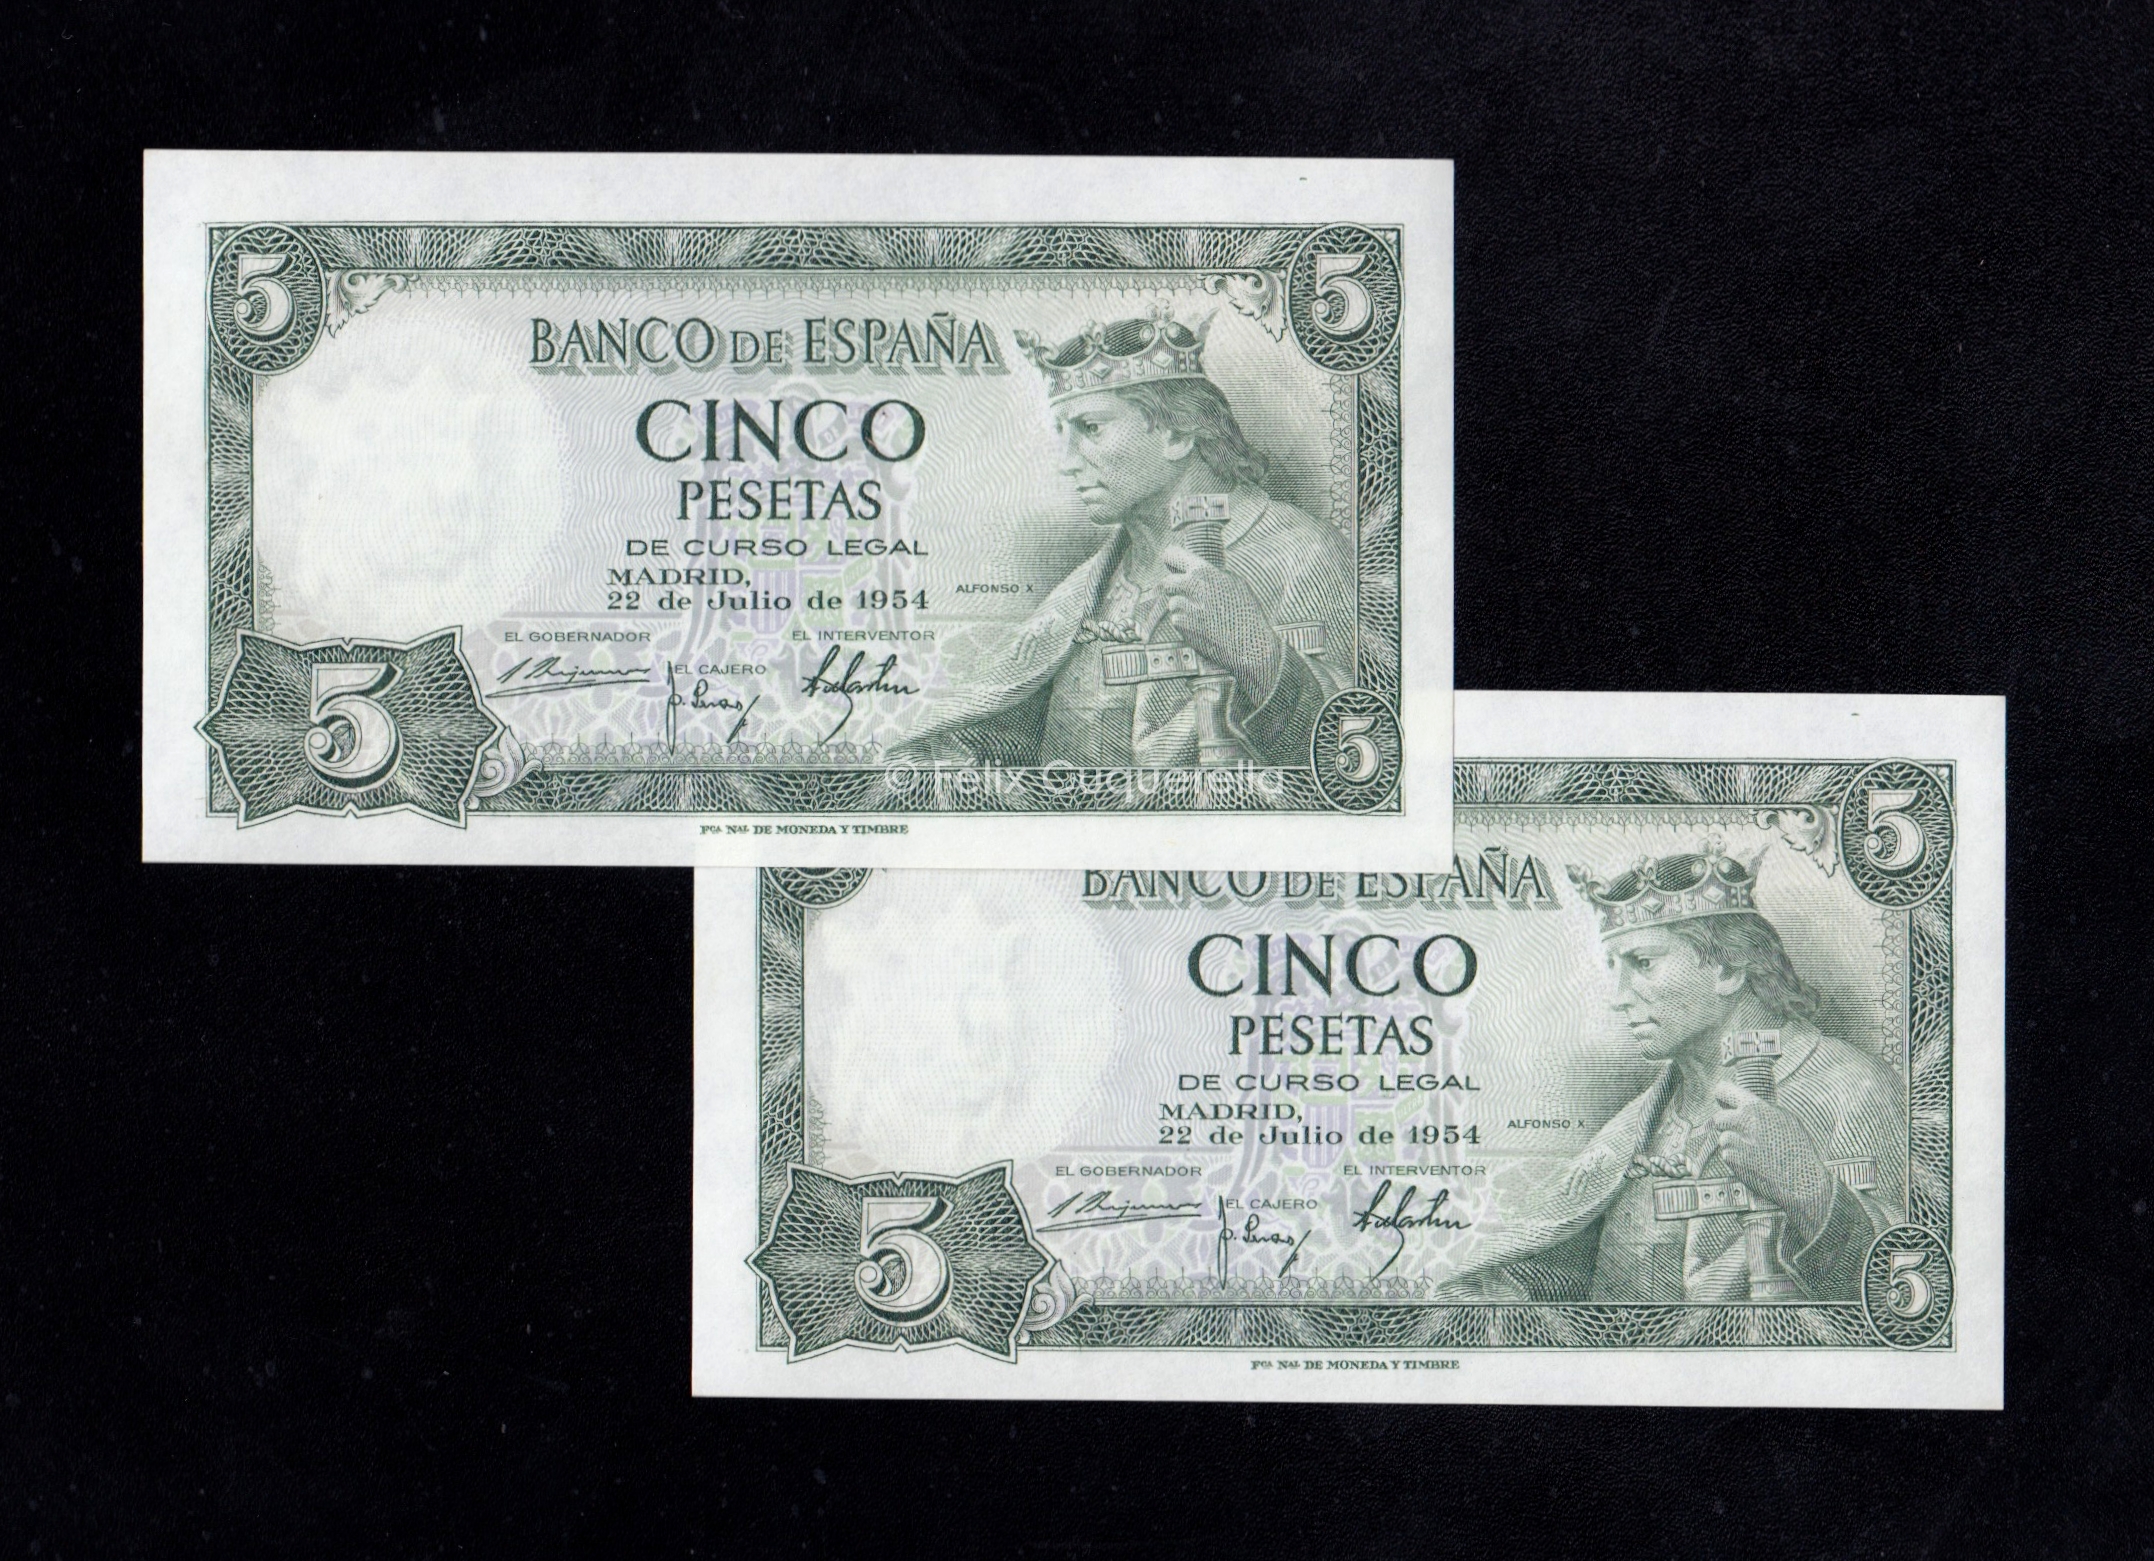 5
5
BANCO DE ESPAÑA
CINCO
PESETAS
DE CURSO LEGAL
MADRID,
22 de Julio de 1954
ALFONSO X
EL GOBERNADOR
EL INTERVENTOR
EL CAJERO
5
5
© Felix Cuquerella
Fca. Nal. DE MONEDA Y TIMBRE
5
BANCO DE ESPAÑA
CINCO
PESETAS
DE CURSO LEGAL
MADRID,
22 de Julio de 1954
ALFONSO X
EL GOBERNADOR
EL INTERVENTOR
EL CAJERO
5
5
Fca. Nal. DE MONEDA Y TIMBRE